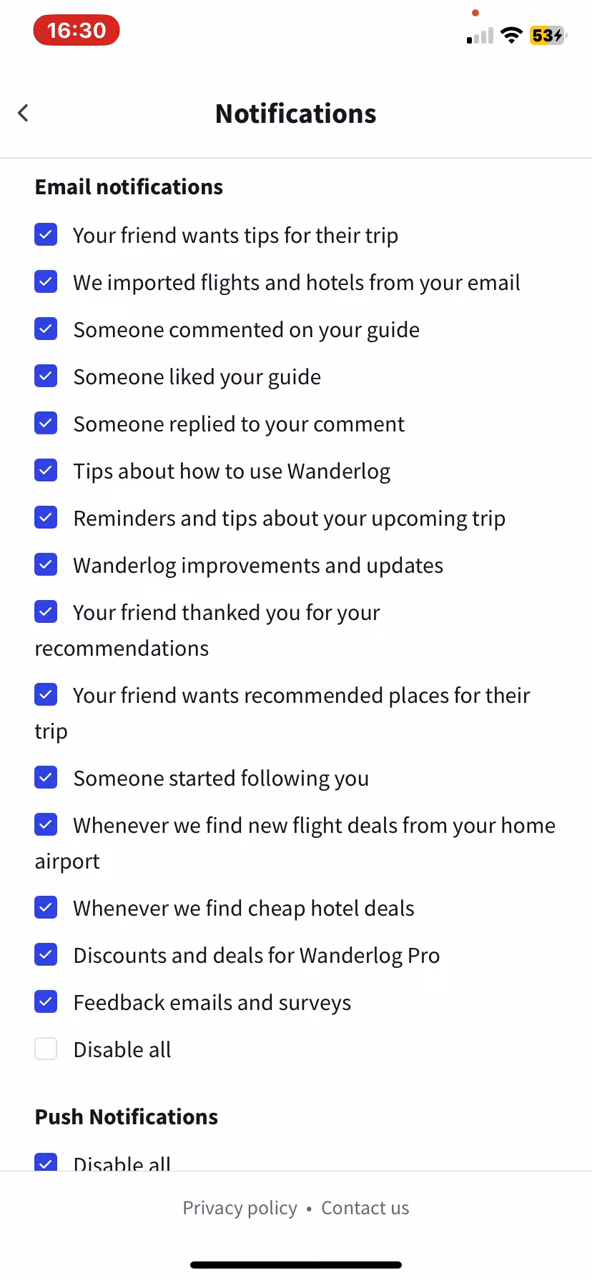 16:30
53
Notifications
Email notifications
Your friend wants tips for their trip
We imported flights and hotels from your email
Someone commented on your guide
Someone liked your guide
Someone replied to your comment
Tips about how to use Wanderlog
Reminders and tips about your upcoming trip
Wanderlog improvements and updates
Your friend thanked you for your
recommendations
Your friend wants recommended places for their
trip
Someone started following you
Whenever we find new flight deals from your home
airport
Whenever we find cheap hotel deals
Discounts and deals for Wanderlog Pro
Feedback emails and surveys
Disable all
Push Notifications
Disable all
Privacy policy • Contact us